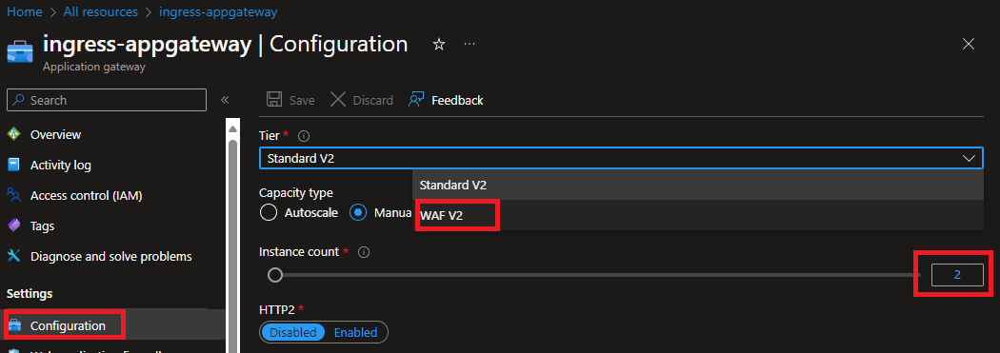 Home > All resources > ingress-appgateway
ingress-appgateway | Configuration
Application gateway
Search
Save Discard Feedback
Overview
Activity log
Access control (IAM)
Tags
Diagnose and solve problems
Settings
Configuration
Tier *
Standard V2
Standard V2
WAF V2
Capacity type
Autoscale Manua
Instance count *
2
HTTP2 *
Disabled Enabled